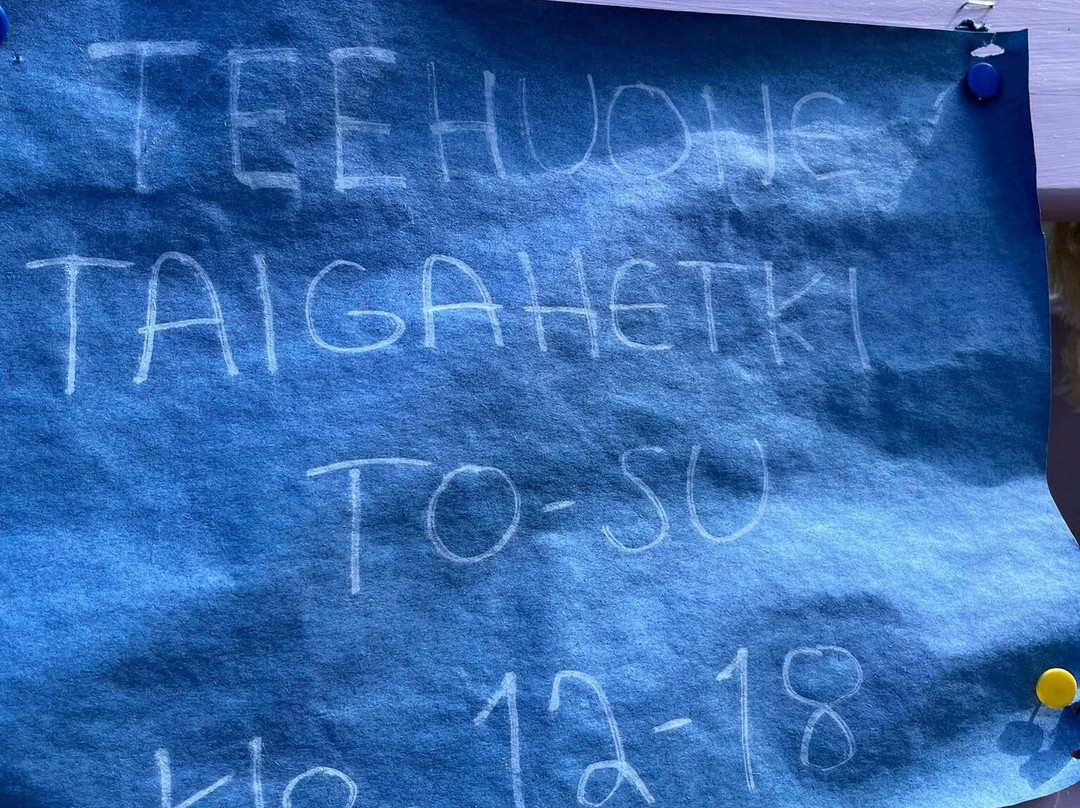 TEEHUONE
TAIGAHETKI
TO-SU
Klo 12-18